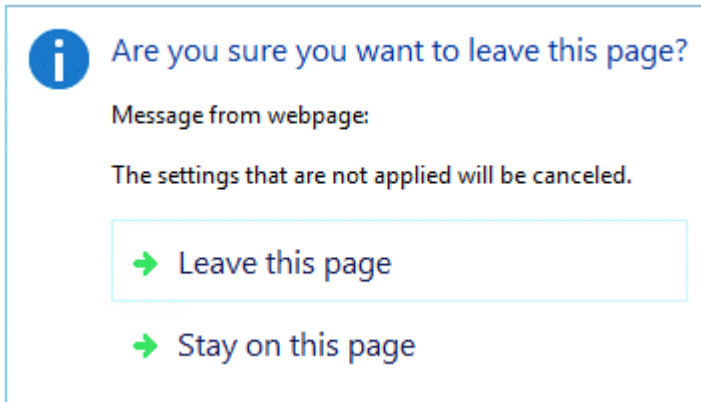 Are you sure you want to leave this page?
Message from webpage:
The settings that are not applied will be canceled.
Leave this page
Stay on this page